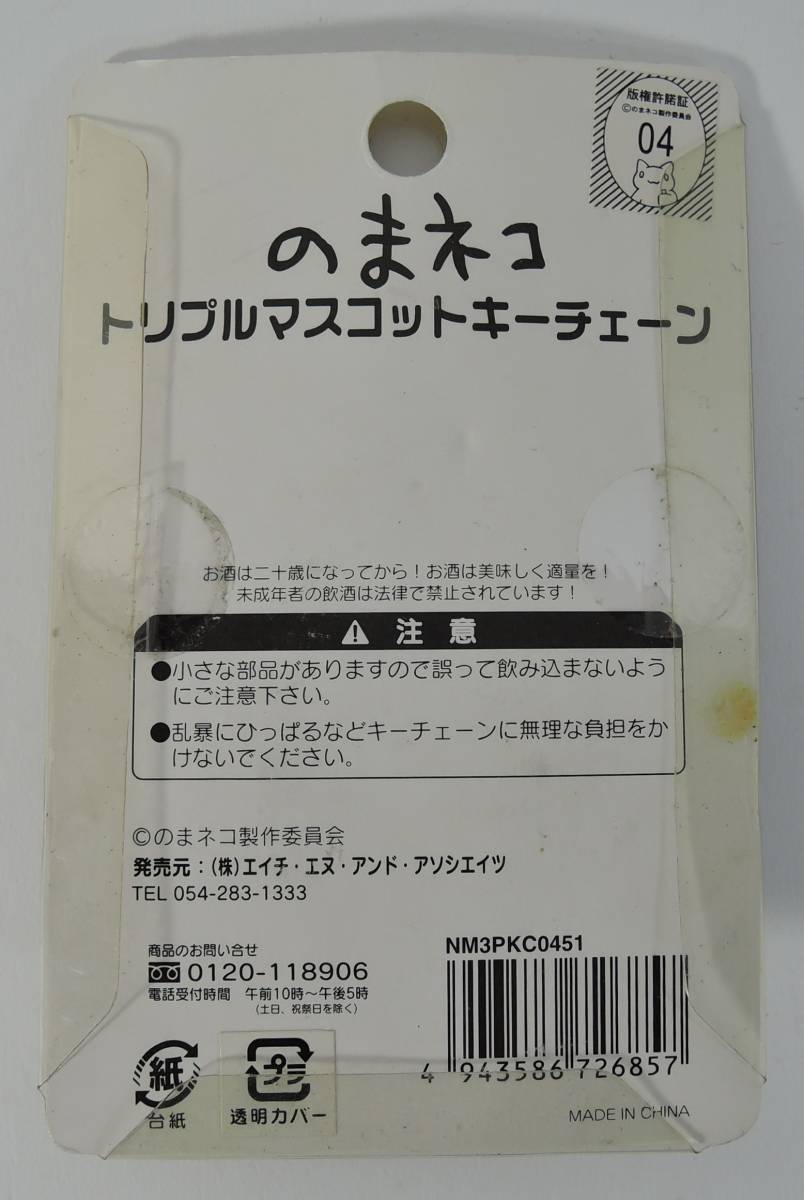 版権許諾証
©のまネコ製作委員会
04
のまネコ
トリプルマスコットキーチェーン
お酒は二十歳になってから！お酒は美味しく適量を！
未成年者の飲酒は法律で禁止されています！
注意
●小さな部品がありますので誤って飲み込まないよう
にご注意下さい。
●乱暴にひっぱるなどキーチェーンに無理な負担をか
けないでください。
©のまネコ製作委員会
発売元：(株)エイチ・エヌ・アンド・アソシエイツ
TEL 054-283-1333
商品のお問い合せ
0120-118906
電話受付時間 午前10時～午後5時
(土日、祝祭日を除く)
NM3PKC0451
4 943586 726857
紙
台紙
プラ
透明カバー
MADE IN CHINA